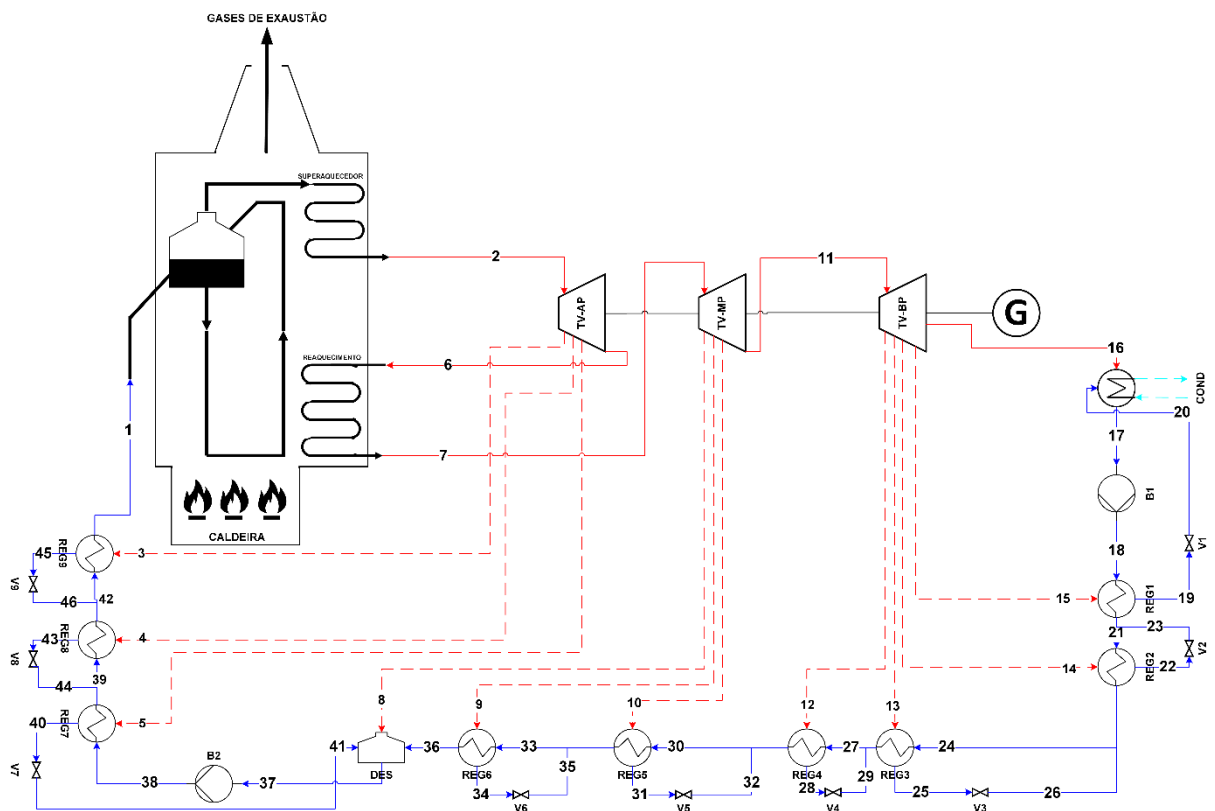 GASES DE EXAUSTÃO
SUPERAQUECEDOR
2
11
TV-AP
TV-MP
TV-BP
G
16
REAQUECIMENTO
6
COND
20
1
7
17
B1
CALDEIRA
18
V1
45
REG9
3
V9
46
42
15
REG1
19
43
REG8
4
21
23
V8
39
V2
44
14
REG2
22
40
REG7
5
8
9
10
12
13
V7
38
B2
37
41
DES
36
REG6
33
REG5
30
REG4
27
REG3
24
35
32
29
34
V6
31
V5
28
V4
25
V3
26